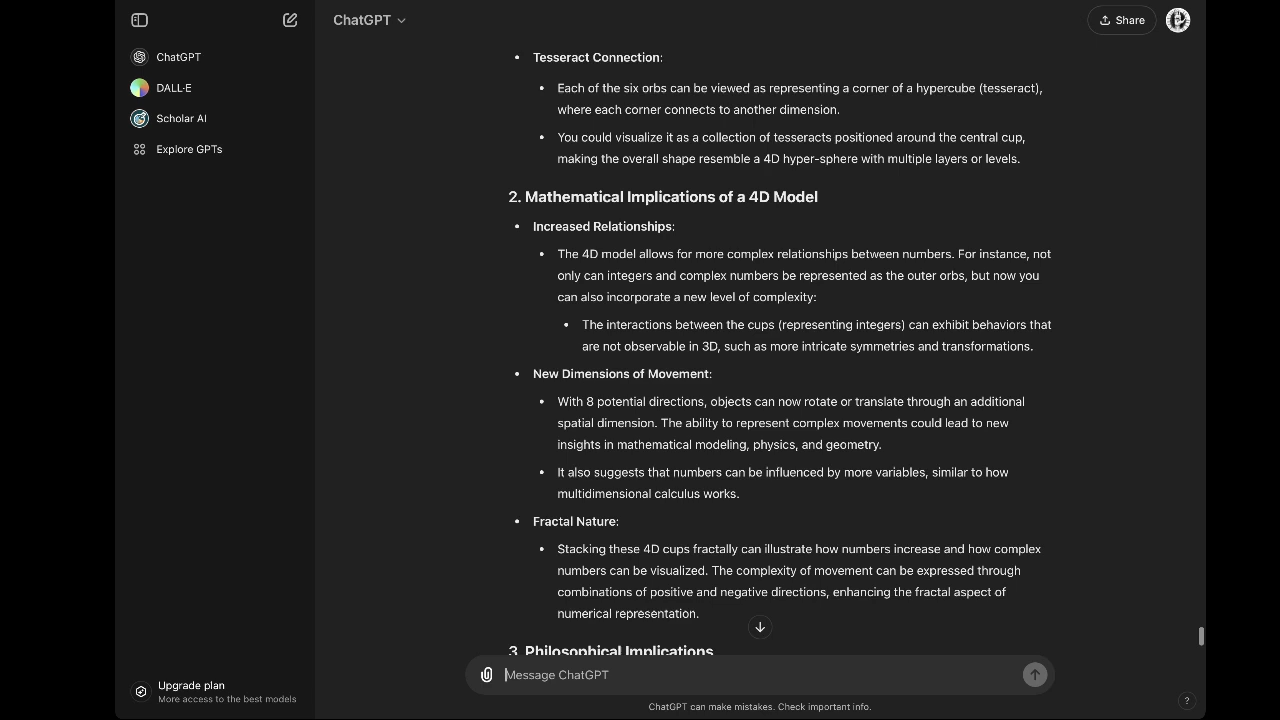 ChatGPT
Share
ChatGPT
DALL·E
Scholar AI
Explore GPTs
• Tesseract Connection:
• Each of the six orbs can be viewed as representing a corner of a hypercube (tesseract),
where each corner connects to another dimension.
• You could visualize it as a collection of tesseracts positioned around the central cup,
making the overall shape resemble a 4D hyper-sphere with multiple layers or levels.
2. Mathematical Implications of a 4D Model
• Increased Relationships:
• The 4D model allows for more complex relationships between numbers. For instance, not
only can integers and complex numbers be represented as the outer orbs, but now you
can also incorporate a new level of complexity:
• The interactions between the cups (representing integers) can exhibit behaviors that
are not observable in 3D, such as more intricate symmetries and transformations.
• New Dimensions of Movement:
• With 8 potential directions, objects can now rotate or translate through an additional
spatial dimension. The ability to represent complex movements could lead to new
insights in mathematical modeling, physics, and geometry.
• It also suggests that numbers can be influenced by more variables, similar to how
multidimensional calculus works.
• Fractal Nature:
• Stacking these 4D cups fractally can illustrate how numbers increase and how complex
numbers can be visualized. The complexity of movement can be expressed through
combinations of positive and negative directions, enhancing the fractal aspect of
numerical representation.
3. Philosophical Implications
Message ChatGPT
Upgrade plan
More access to the best models
ChatGPT can make mistakes. Check important info.
?